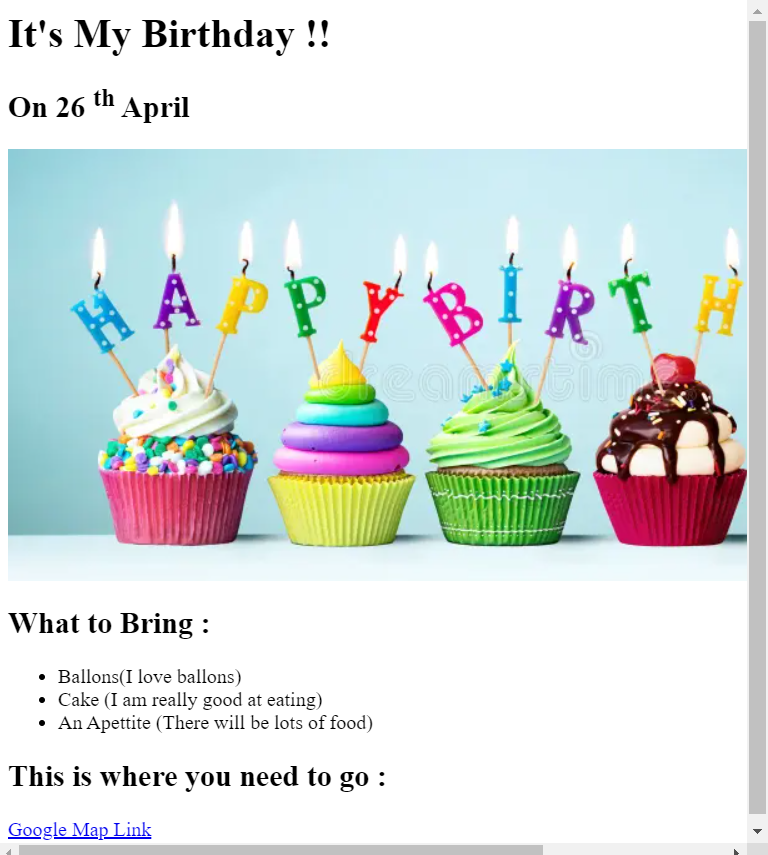 It's My Birthday !!
On 26 th April
HAPPY BIRTH
dreamstime
What to Bring :
Ballons(I love ballons)
Cake (I am really good at eating)
An Apettite (There will be lots of food)
This is where you need to go :
Google Map Link